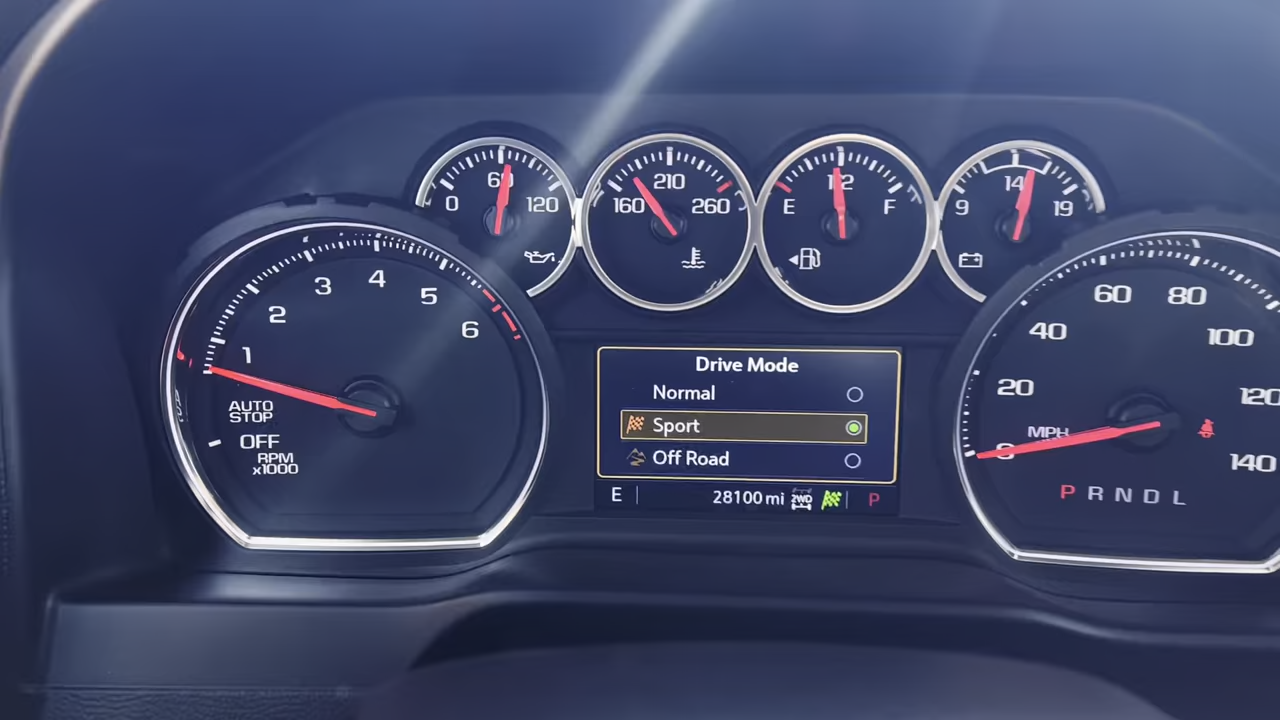 0 60 120
160 210 260
E 1/2 F
9 14 19
1 2 3 4 5 6
AUTO
STOP
OFF
RPM
x1000
Drive Mode
Normal
Sport
Off Road
E 28100 mi 2WD P
0 20 40 60 80 100 120 140
MPH
P R N D L